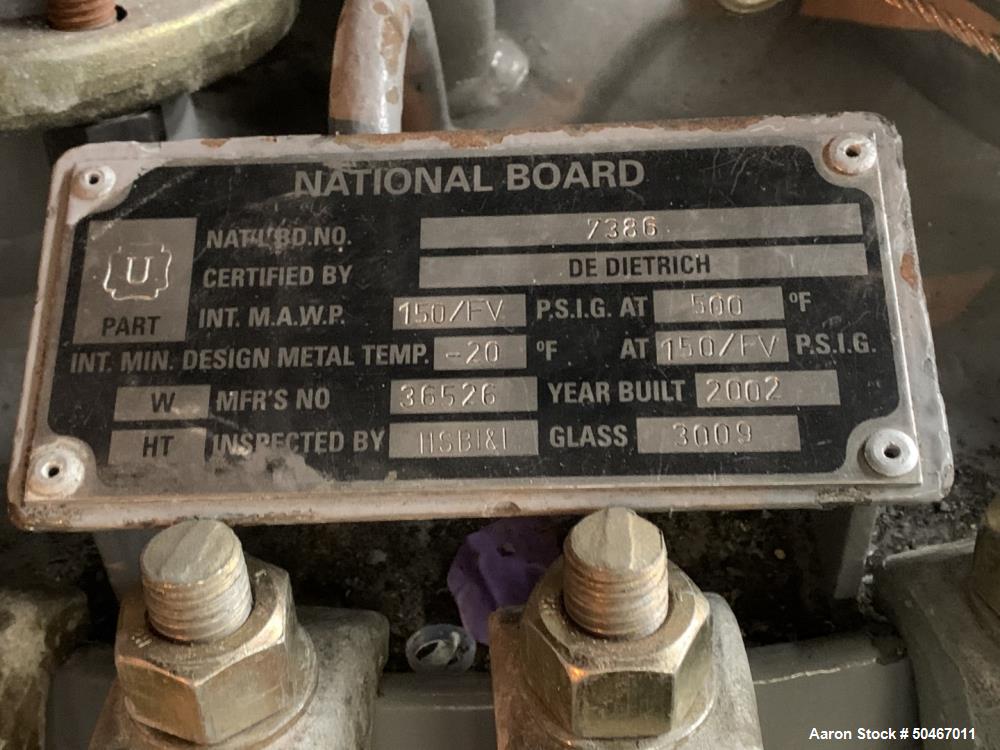 NATIONAL BOARD
NAT'L BD. NO. 7386
U CERTIFIED BY DE DIETRICH
PART INT. M.A.W.P. 150/FV P.S.I.G. AT 500 °F
INT. MIN. DESIGN METAL TEMP. -20 °F AT 150/FV P.S.I.G.
W MFR'S NO 36526 YEAR BUILT 2002
HT INSPECTED BY HSBI&I GLASS 3009
Aaron Stock # 50467011